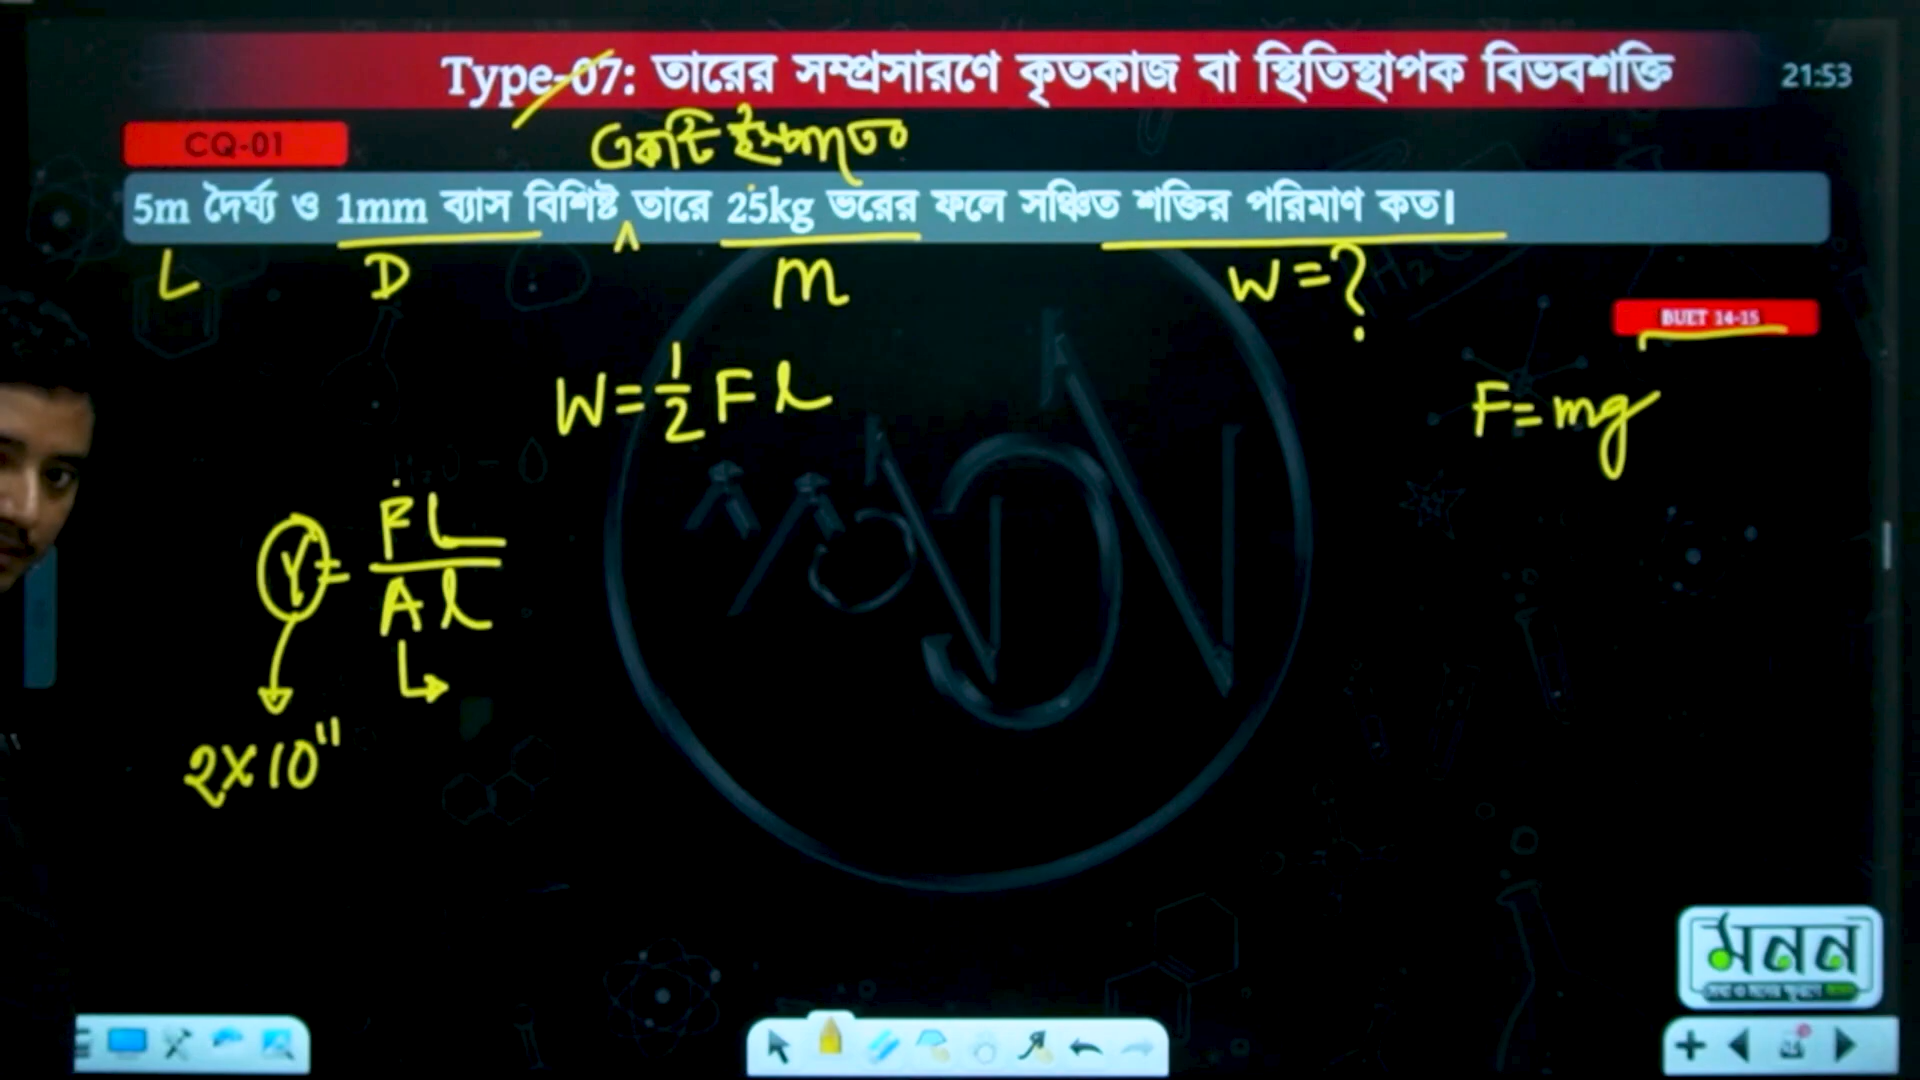 Type-07: তারের সম্প্রসারণে কৃতকাজ বা স্থিতিস্থাপক বিভবশক্তি
21:53
CQ-01
একটি ইস্পাতের
5m দৈর্ঘ্য ও 1mm ব্যাস বিশিষ্ট ^ তারে 25kg ভরের ফলে সঞ্চিত শক্তির পরিমাণ কত।
L D m W=?
BUET 14-15
W=½Fl
F=mg
Y=FL/Al
2×10¹¹
মনন